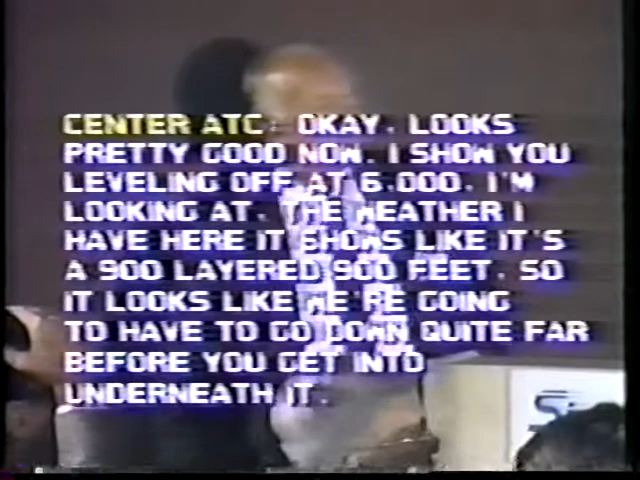 CENTER ATC: OKAY. LOOKS
PRETTY GOOD NOW. I SHOW YOU
LEVELING OFF AT 6,000. I'M
LOOKING AT. THE WEATHER I
HAVE HERE IT SHOWS LIKE IT'S
A 900 LAYERED 900 FEET. SO
IT LOOKS LIKE WE'RE GOING
TO HAVE TO GO DOWN QUITE FAR
BEFORE YOU GET INTO
UNDERNEATH IT.